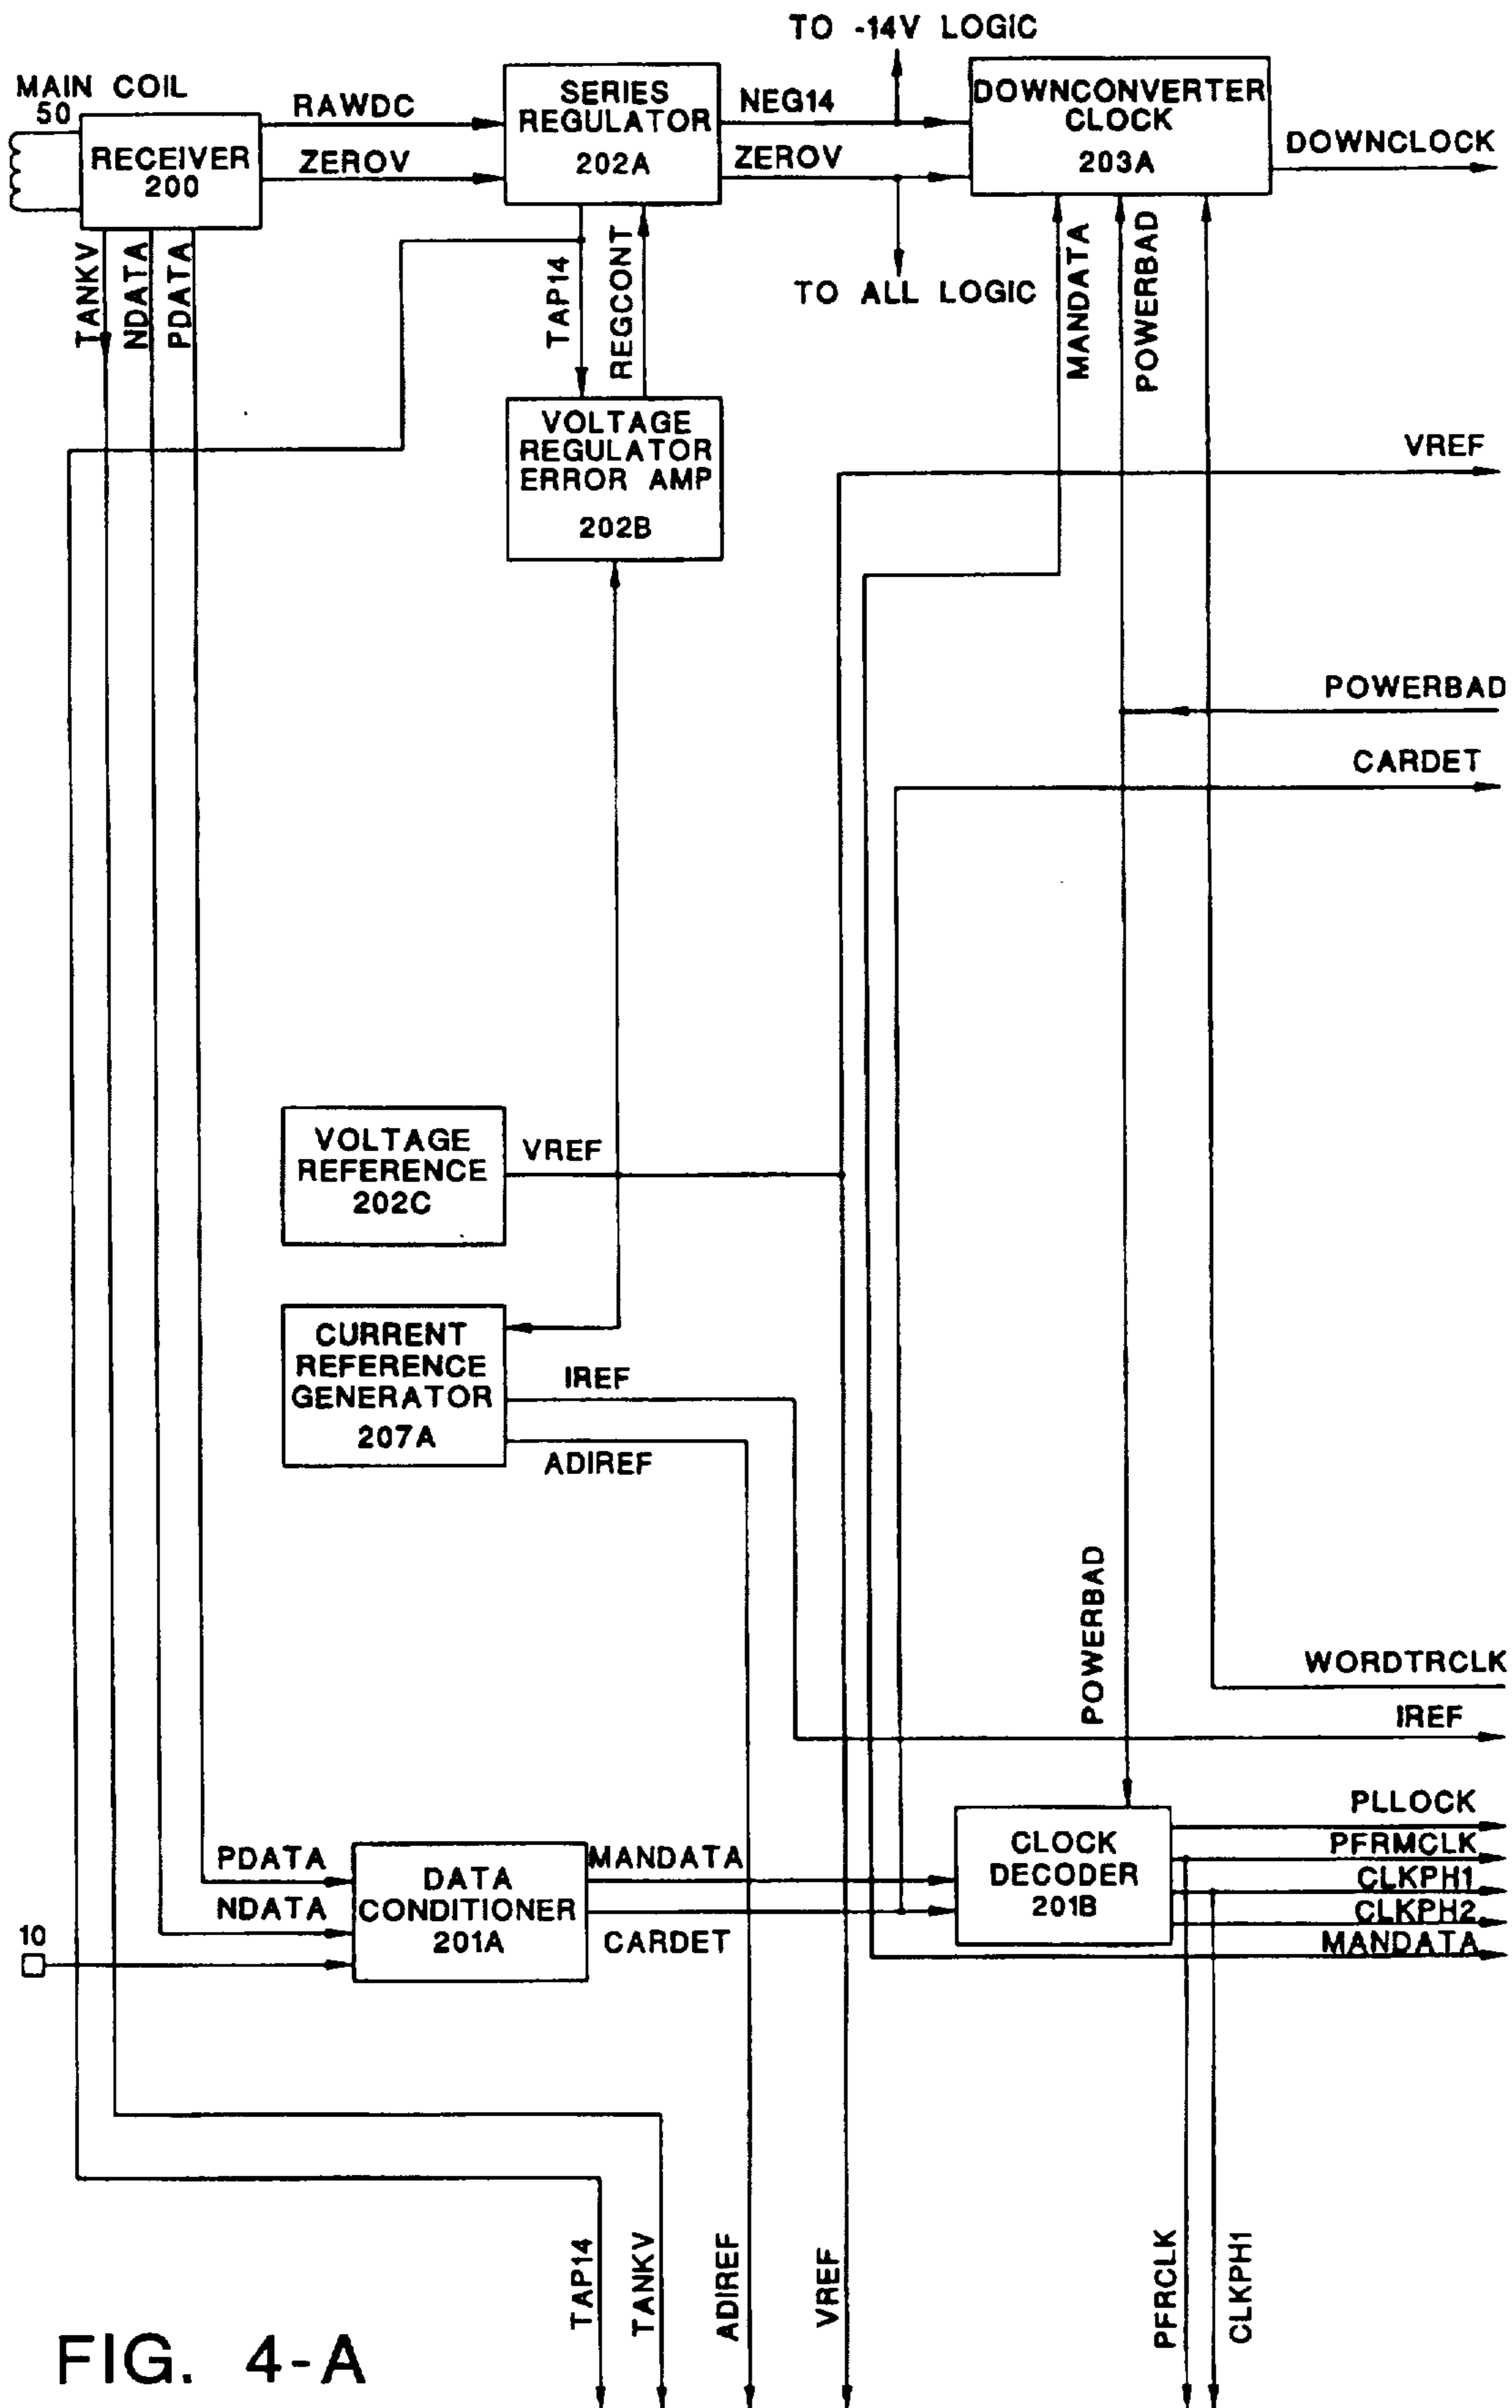 TO -14V LOGIC
MAIN COIL
50
RECEIVER
200
RAWDC
ZEROV
SERIES
REGULATOR
202A
NEG14
ZEROV
DOWNCONVERTER
CLOCK
203A
DOWNCLOCK
TANKV
NDATA
PDATA
TAP14
REGCONT
TO ALL LOGIC
MANDATA
POWERBAD
VOLTAGE
REGULATOR
ERROR AMP
202B
VREF
POWERBAD
CARDET
VOLTAGE
REFERENCE
202C
VREF
CURRENT
REFERENCE
GENERATOR
207A
IREF
ADIREF
POWERBAD
WORDTRCLK
IREF
PDATA
NDATA
10
DATA
CONDITIONER
201A
MANDATA
CARDET
CLOCK
DECODER
201B
PLLOCK
PFRMCLK
CLKPH1
CLKPH2
MANDATA
TAP14
TANKV
ADIREF
VREF
PFRCLK
CLKPH1
FIG. 4-A